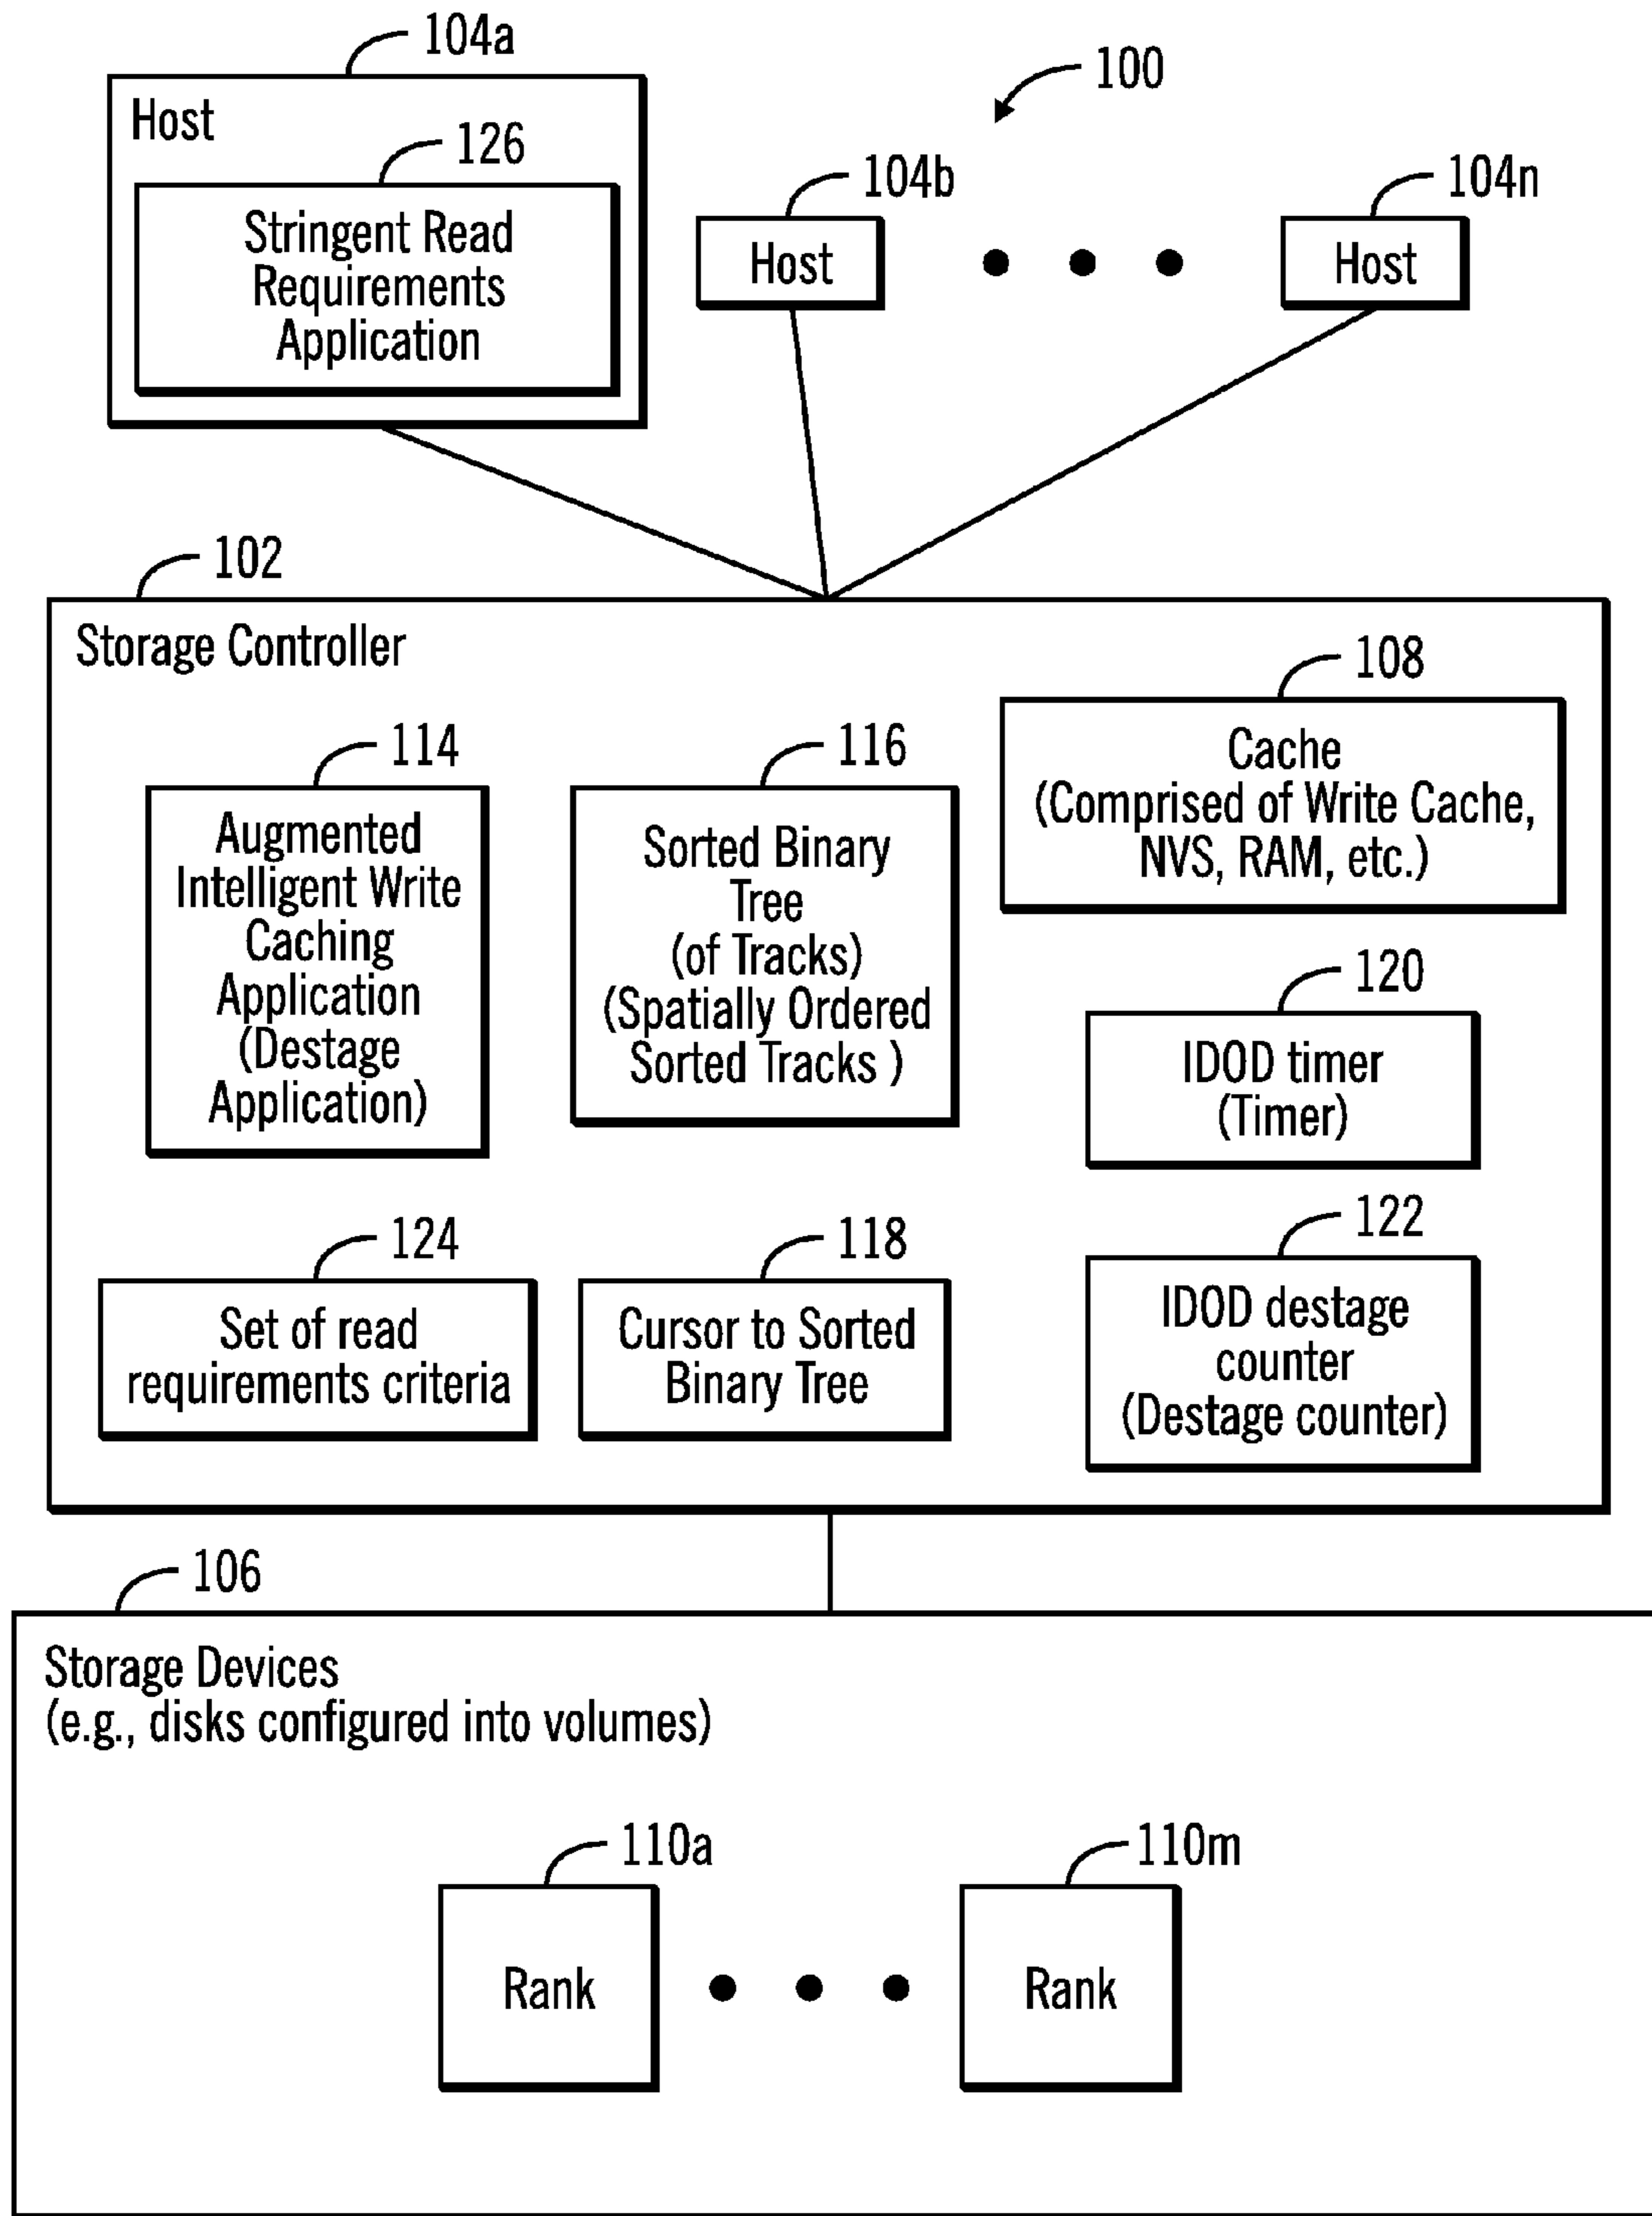 104a
100
Host
126
104b
104n
Stringent Read
Requirements
Application
Host
Host
102
Storage Controller
108
Cache
(Comprised of Write Cache,
NVS, RAM, etc.)
114
Augmented
Intelligent Write
Caching
Application
(Destage
Application)
116
Sorted Binary
Tree
(of Tracks)
(Spatially Ordered
Sorted Tracks )
120
IDOD timer
(Timer)
124
Set of read
requirements criteria
118
Cursor to Sorted
Binary Tree
122
IDOD destage
counter
(Destage counter)
106
Storage Devices
(e.g., disks configured into volumes)
110a
110m
Rank
Rank